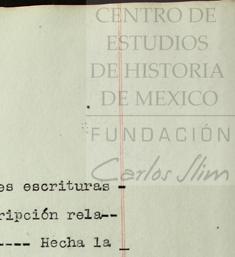 CENTRO DE
ESTUDIOS
DE HISTORIA
DE MEXICO
FUNDACIÓN
Carlos Slim
es escrituras -
ripción rela--
---- Hecha la _